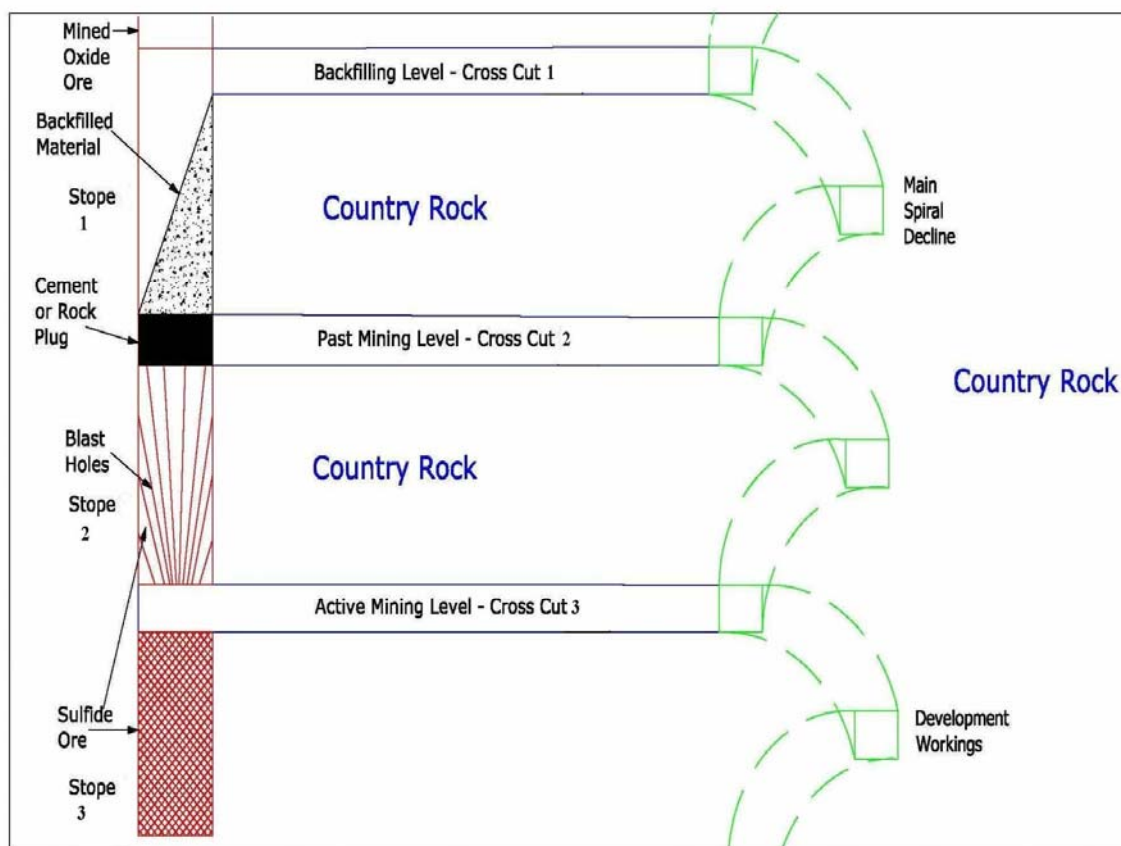 Mined
Oxide
Ore
Backfilling Level - Cross Cut 1
Backfilled
Material
Stope
1
Country Rock
Main
Spiral
Decline
Cement
or Rock
Plug
Past Mining Level - Cross Cut 2
Country Rock
Blast
Holes
Country Rock
Stope
2
Active Mining Level - Cross Cut 3
Sulfide
Ore
Development
Workings
Stope
3